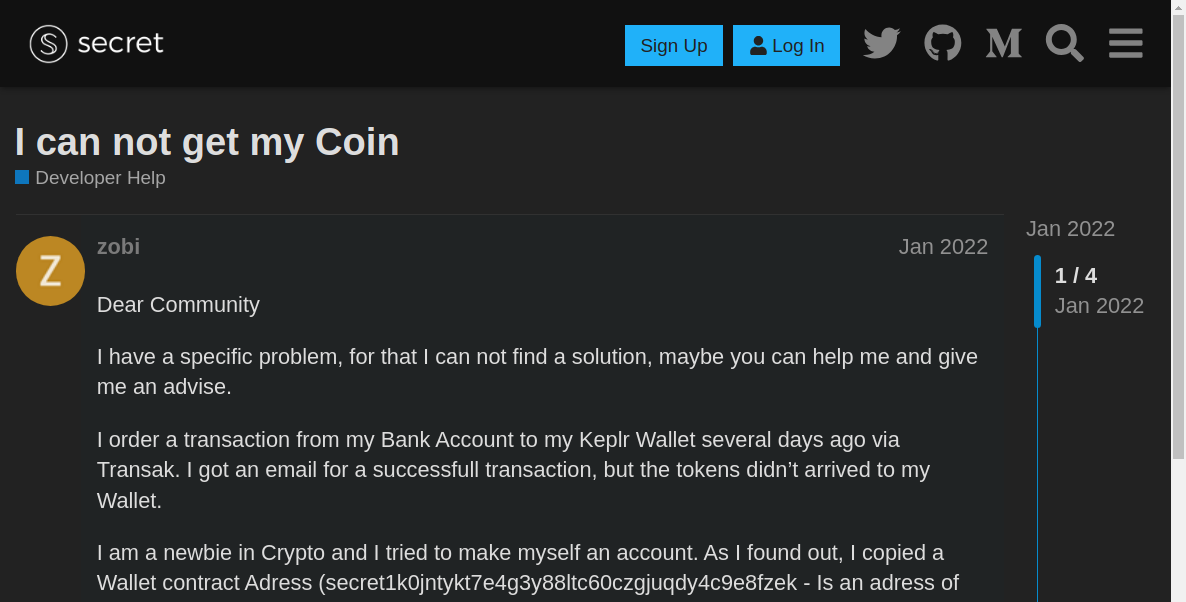 secret
Sign Up
Log In
I can not get my Coin
Developer Help
Z
zobi
Jan 2022
Jan 2022
1 / 4
Jan 2022
Dear Community
I have a specific problem, for that I can not find a solution, maybe you can help me and give
me an advise.
I order a transaction from my Bank Account to my Keplr Wallet several days ago via
Transak. I got an email for a successfull transaction, but the tokens didn’t arrived to my
Wallet.
I am a newbie in Crypto and I tried to make myself an account. As I found out, I copied a
Wallet contract Adress (secret1k0jntykt7e4g3y88ltc60czgjuqdy4c9e8fzek - Is an adress of